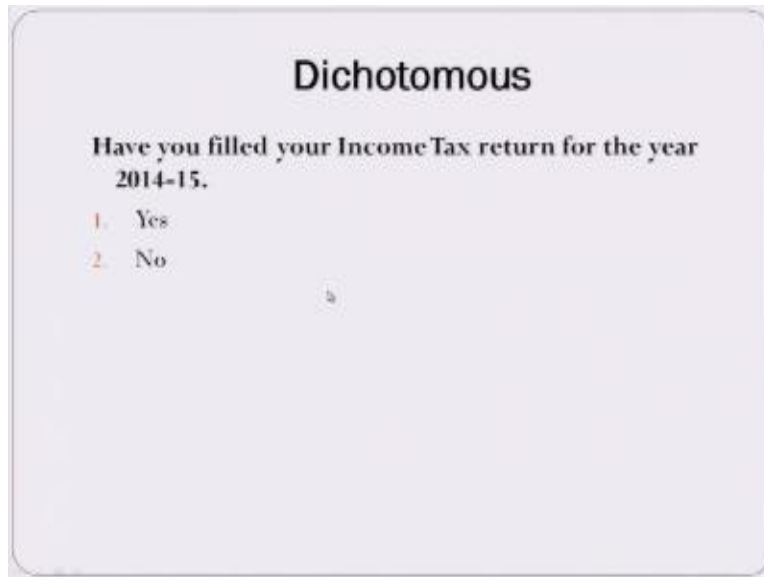 Dichotomous
Have you filled your Income Tax return for the year
2014-15.
1. Yes
2. No